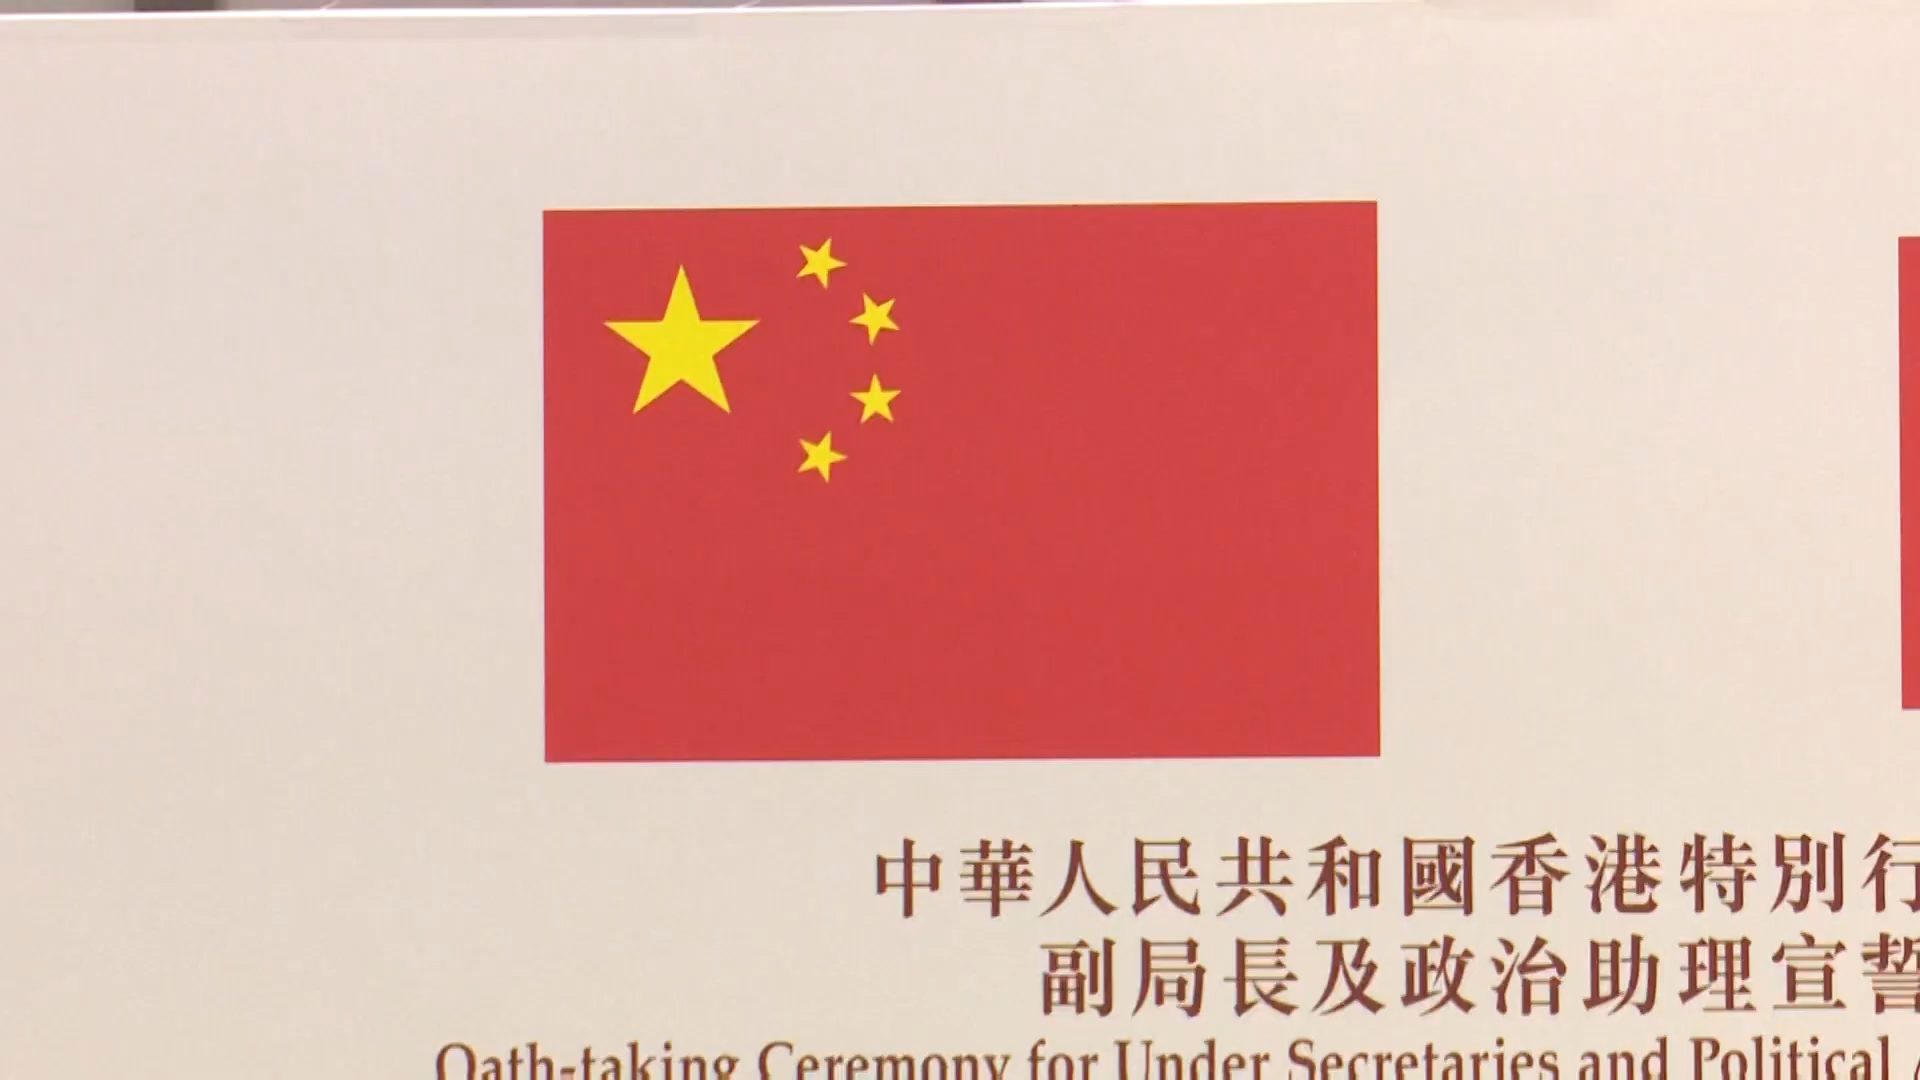 中華人民共和國香港特別行
副局長及政治助理宣誓
Oath-taking Ceremony for Under Secretaries and Political